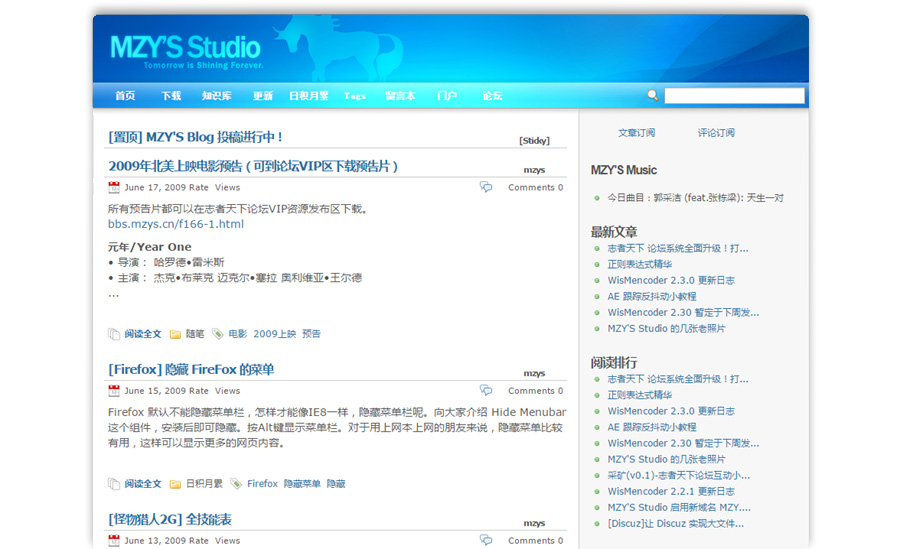 MZY'S Studio
Tomorrow is Shining Forever.
首页 下载 知识库 更新 日积月累 Tags 留言本 门户 论坛
[置顶] MZY'S Blog 投稿进行中！
[Sticky]
2009年北美上映电影预告（可到论坛VIP区下载预告片）
mzys
June 17, 2009 Rate Views
Comments 0
所有预告片都可以在志者天下论坛VIP资源发布区下载。
bbs.mzys.cn/f166-1.html
元年/Year One
• 导演： 哈罗德•雷米斯
• 主演： 杰克•布莱克 迈克尔•塞拉 奥利维亚•王尔德
...
阅读全文 随笔 电影 2009上映 预告
[Firefox] 隐藏 FireFox 的菜单
mzys
June 15, 2009 Rate Views
Comments 0
Firefox 默认不能隐藏菜单栏，怎样才能像IE8一样，隐藏菜单栏呢。向大家介绍 Hide Menubar
这个组件，安装后即可隐藏。按Alt键显示菜单栏。对于用上网本上网的朋友来说，隐藏菜单比较
有用，这样可以显示更多的网页内容。
阅读全文 日积月累 Firefox 隐藏菜单 隐藏
[怪物猎人2G] 全技能表
mzys
June 13, 2009 Rate Views
Comments 0
文章订阅 评论订阅
MZY'S Music
今日曲目：郭采洁 (feat.张栋梁): 天生一对
最新文章
志者天下 论坛系统全面升级！打...
正则表达式精华
WisMencoder 2.3.0 更新日志
AE 跟踪反抖动小教程
WisMencoder 2.30 暂定于下周发...
MZY'S Studio 的几张老照片
阅读排行
志者天下 论坛系统全面升级！打...
正则表达式精华
WisMencoder 2.3.0 更新日志
AE 跟踪反抖动小教程
WisMencoder 2.30 暂定于下周发...
MZY'S Studio 的几张老照片
采矿(v0.1)-志者天下论坛互动小...
WisMencoder 2.2.1 更新日志
MZY'S Studio 启用新域名 MZY....
[Discuz]让 Discuz 实现大文件...